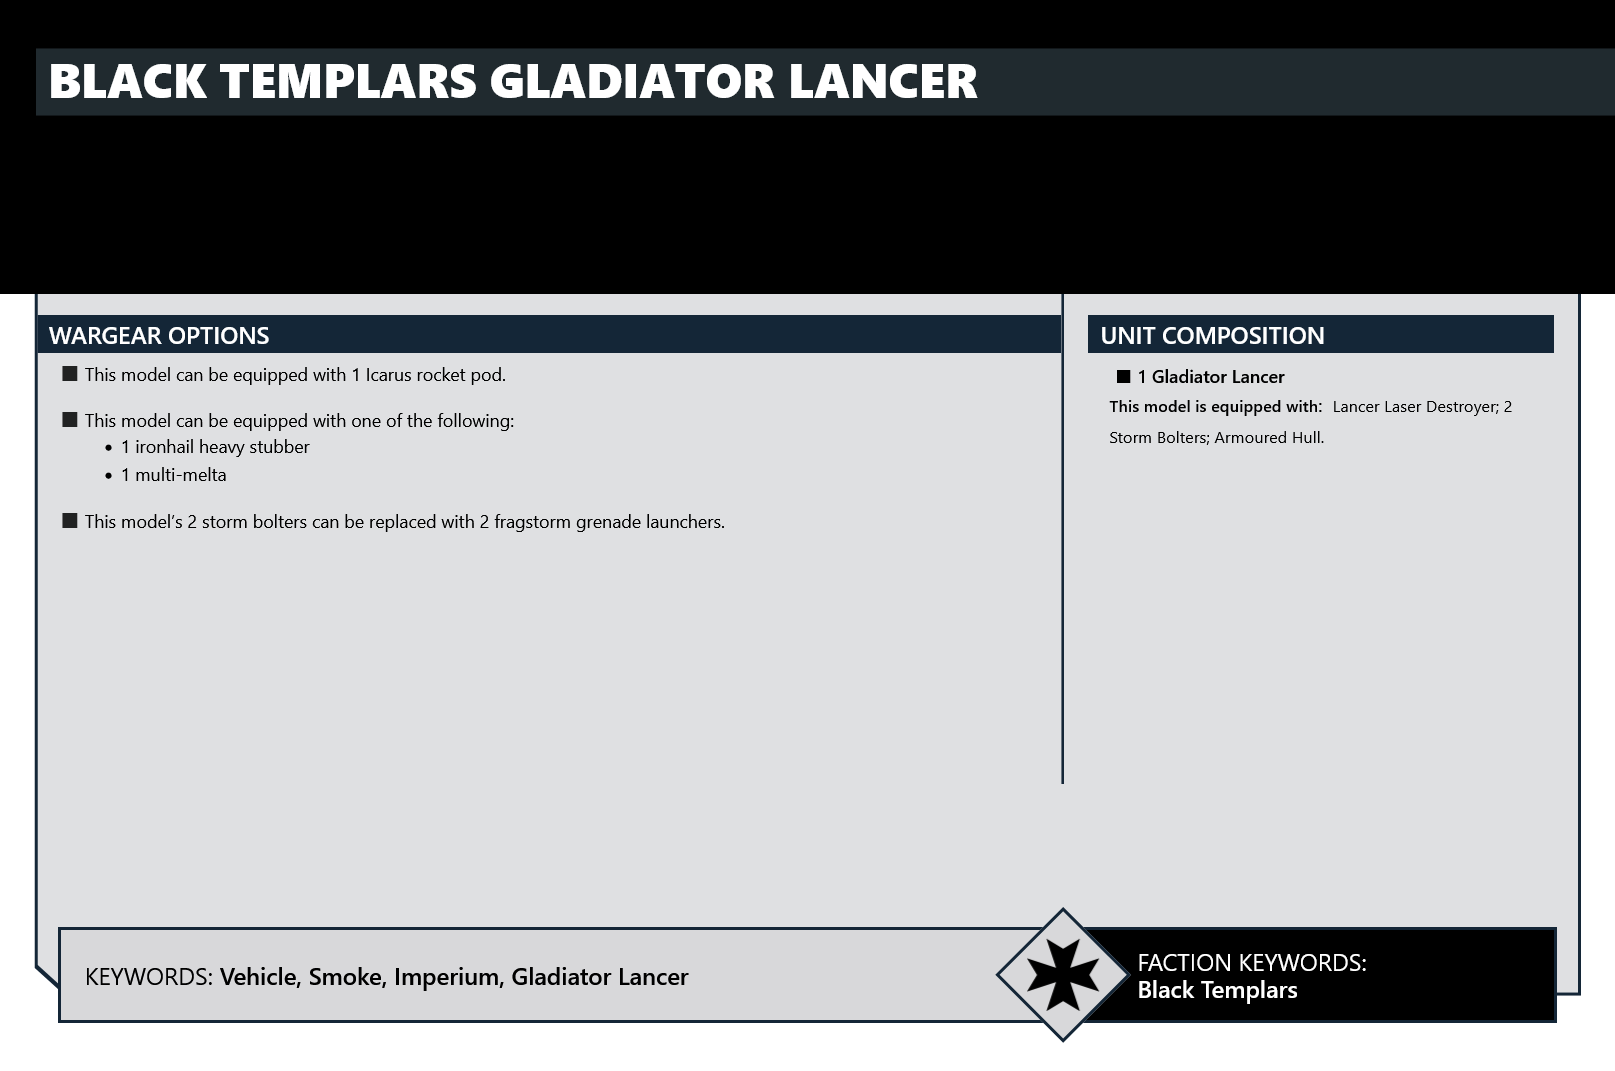 BLACK TEMPLARS GLADIATOR LANCER
WARGEAR OPTIONS
■ This model can be equipped with 1 Icarus rocket pod.
■ This model can be equipped with one of the following:
• 1 ironhail heavy stubber
• 1 multi-melta
■ This model's 2 storm bolters can be replaced with 2 fragstorm grenade launchers.
UNIT COMPOSITION
■ 1 Gladiator Lancer
This model is equipped with: Lancer Laser Destroyer; 2
Storm Bolters; Armoured Hull.
KEYWORDS: Vehicle, Smoke, Imperium, Gladiator Lancer
FACTION KEYWORDS:
Black Templars